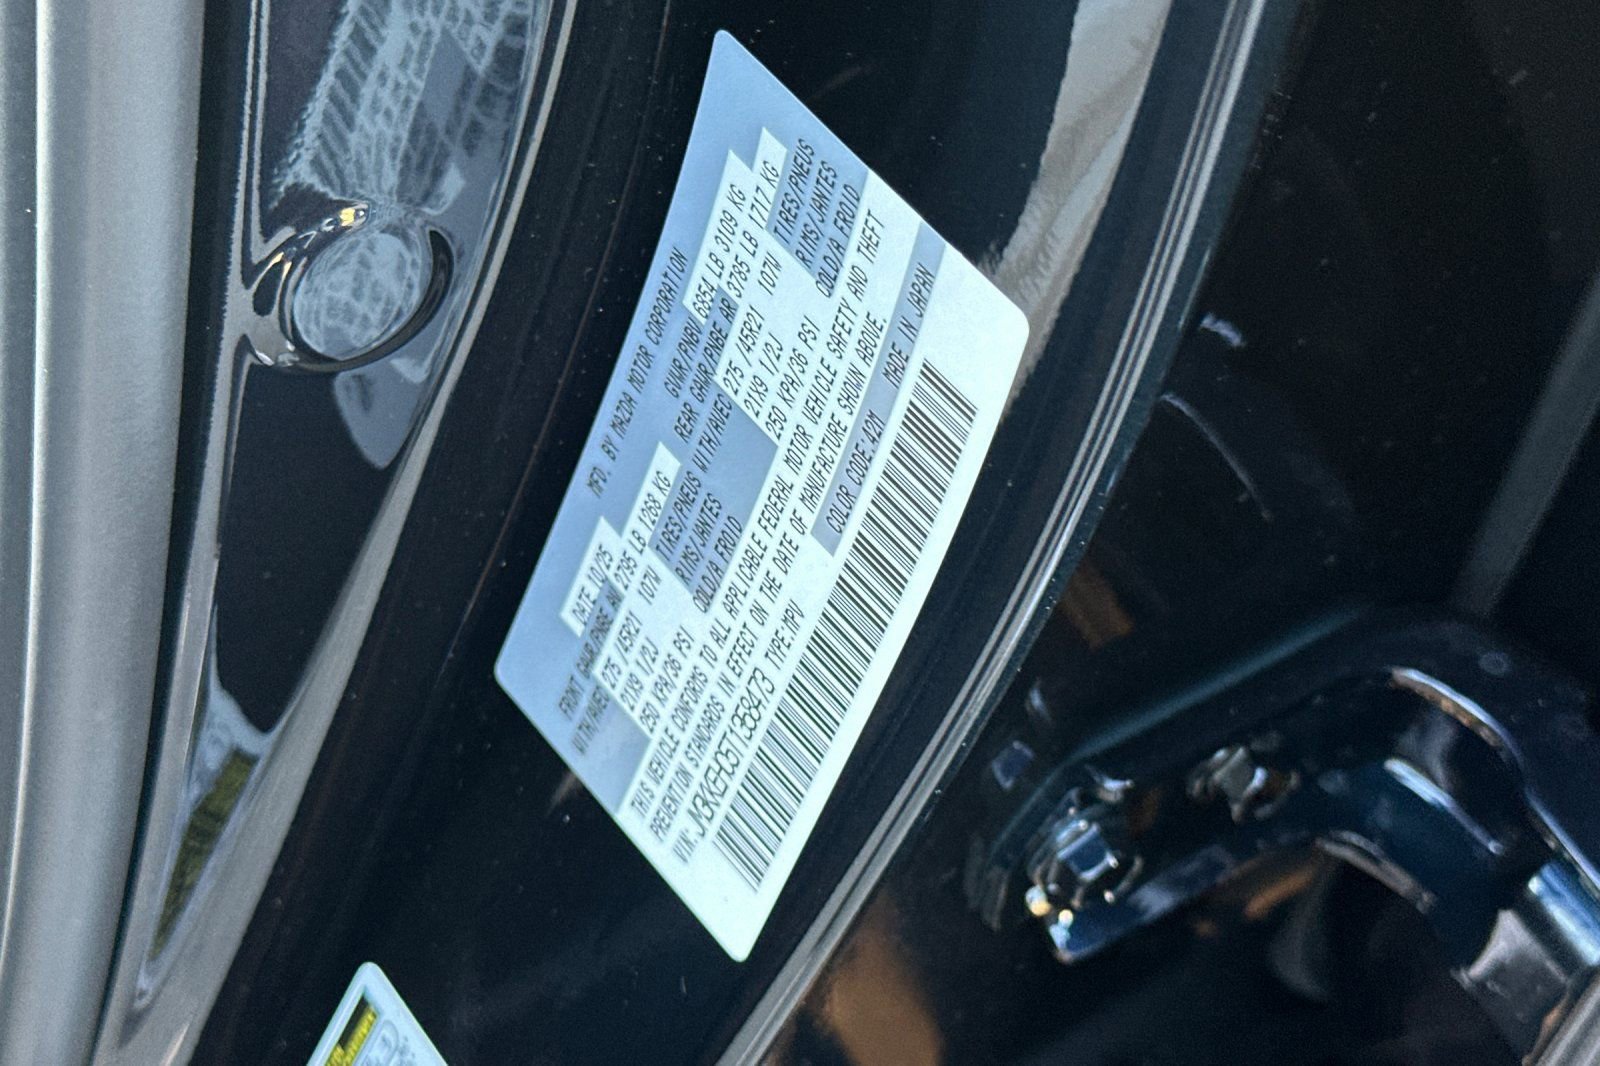 MFD. BY MAZDA MOTOR CORPORATION
DATE 10/25 GVWR/PNBV 6854 LB 3109 KG
FRONT GAWR/PNBE AV 2795 LB 1268 KG REAR GAWR/PNBE AR 3785 LB 1717 KG
WITH/AVEC 275 /45R21 107W TIRES/PNEUS WITH/AVEC 275 /45R21 107W TIRES/PNEUS
21X9 1/2J RIMS/JANTES 21X9 1/2J RIMS/JANTES
250 KPA/36 PSI COLD/A FROID 250 KPA/36 PSI COLD/A FROID
THIS VEHICLE CONFORMS TO ALL APPLICABLE FEDERAL MOTOR VEHICLE SAFETY AND THEFT
PREVENTION STANDARDS IN EFFECT ON THE DATE OF MANUFACTURE SHOWN ABOVE.
VIN: JM3KKEHD5T1358473 TYPE:MPV COLOR CODE:42M MADE IN JAPAN